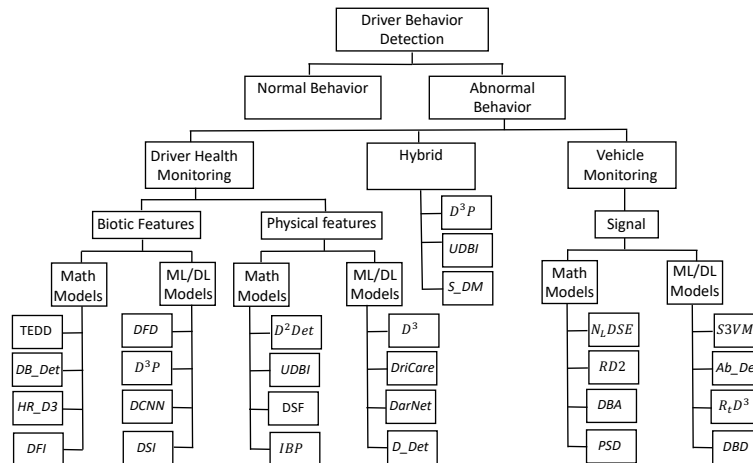 Driver Behavior
Detection
Normal Behavior
Abnormal
Behavior
Driver Health
Monitoring
Hybrid
Vehicle
Monitoring
Biotic Features
Physical features
Signal
Math
Models
ML/DL
Models
Math
Models
ML/DL
Models
Math
Models
ML/DL
Models
D³P
UDBI
S_DM
TEDD
DB_Det
HR_D3
DFI
DFD
D³P
DCNN
DSI
D²Det
UDBI
DSF
IBP
D³
DriCare
DarNet
D_Det
N_LDSE
RD2
DBA
PSD
S3VM
Ab_De
R_tD³
DBD